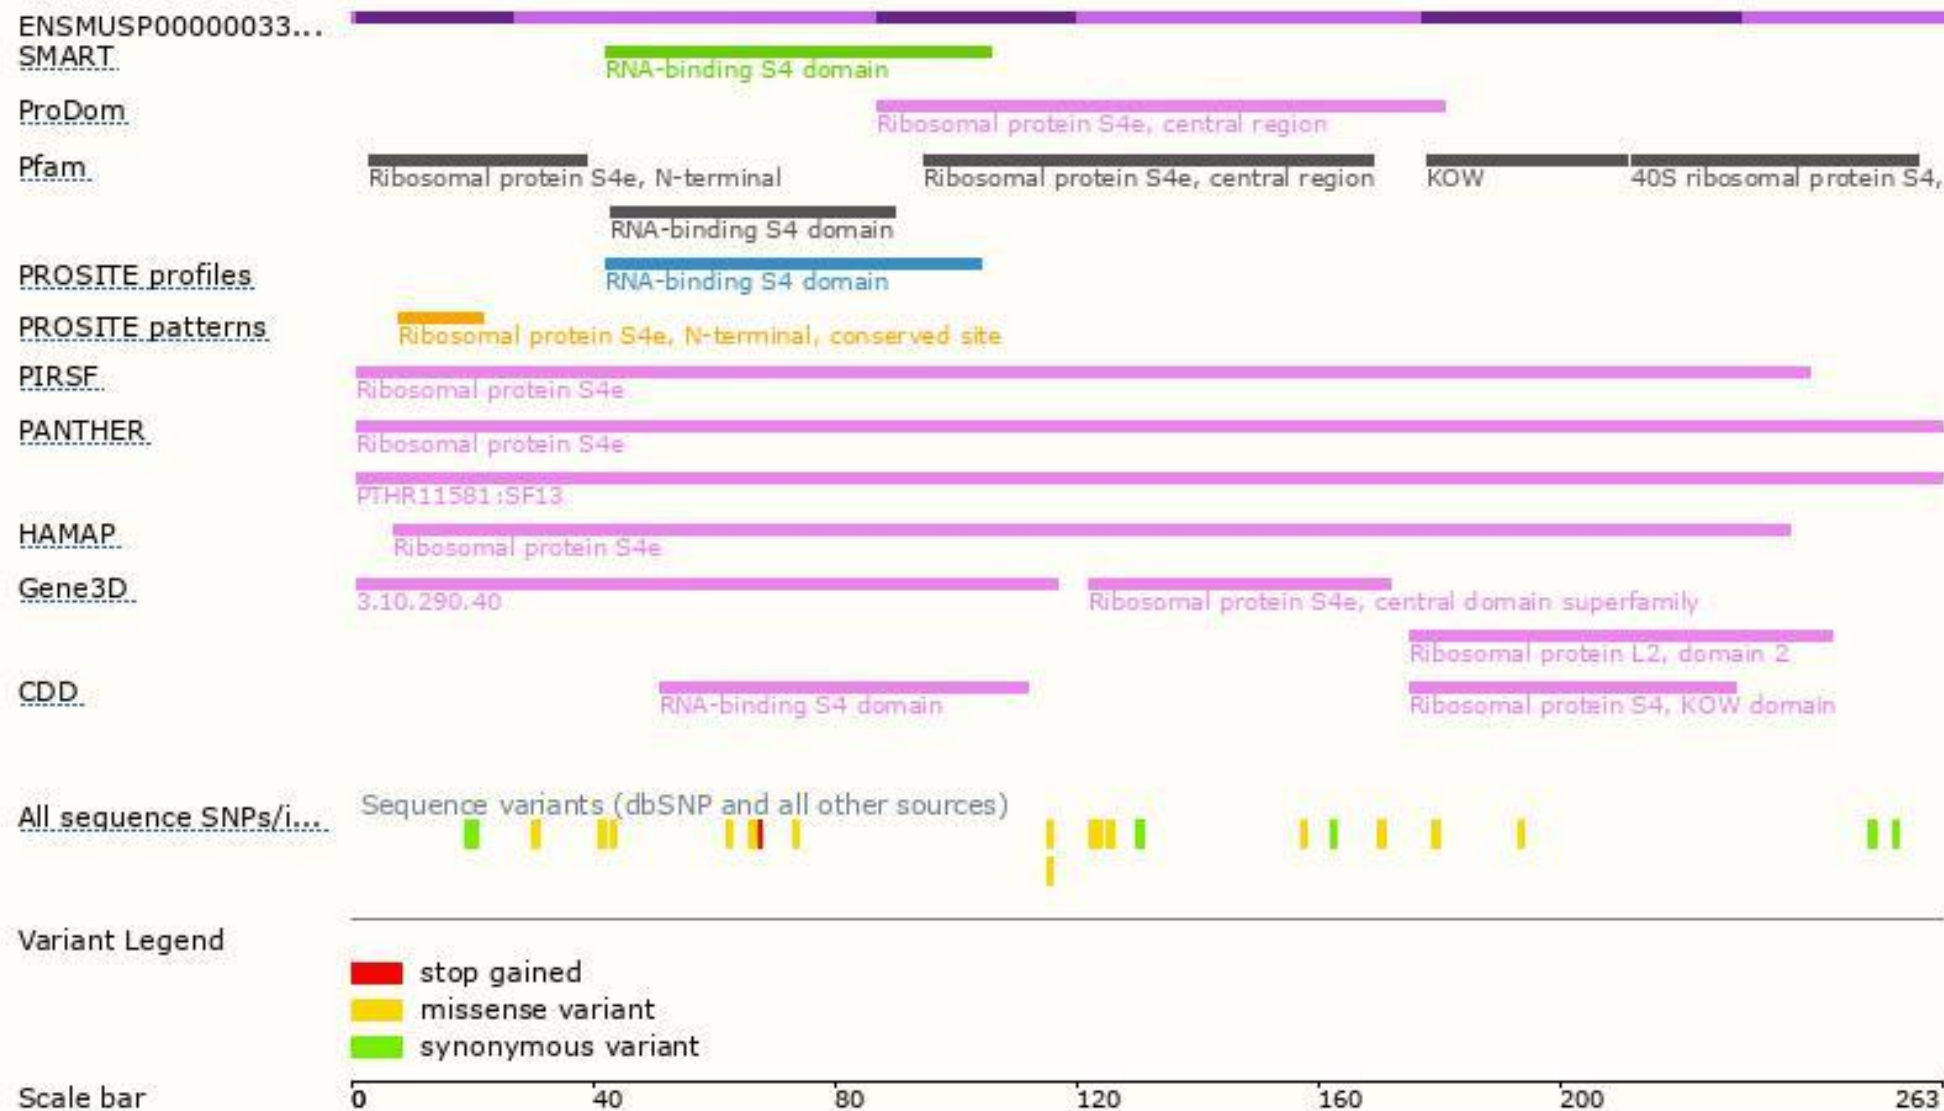 ENSMUSP00000033...
SMART
RNA-binding S4 domain
ProDom
Ribosomal protein S4e, central region
Pfam
Ribosomal protein S4e, N-terminal
Ribosomal protein S4e, central region
KOW
40S ribosomal protein S4,
RNA-binding S4 domain
PROSITE profiles
RNA-binding S4 domain
PROSITE patterns
Ribosomal protein S4e, N-terminal, conserved site
PIRSF
Ribosomal protein S4e
PANTHER
Ribosomal protein S4e
PTHR11581:SF13
HAMAP
Ribosomal protein S4e
Gene3D
3.10.290.40
Ribosomal protein S4e, central domain superfamily
Ribosomal protein L2, domain 2
CDD
RNA-binding S4 domain
Ribosomal protein S4, KOW domain
All sequence SNPs/i...
Sequence variants (dbSNP and all other sources)
Variant Legend
stop gained
missense variant
synonymous variant
Scale bar
0 40 80 120 160 200 263